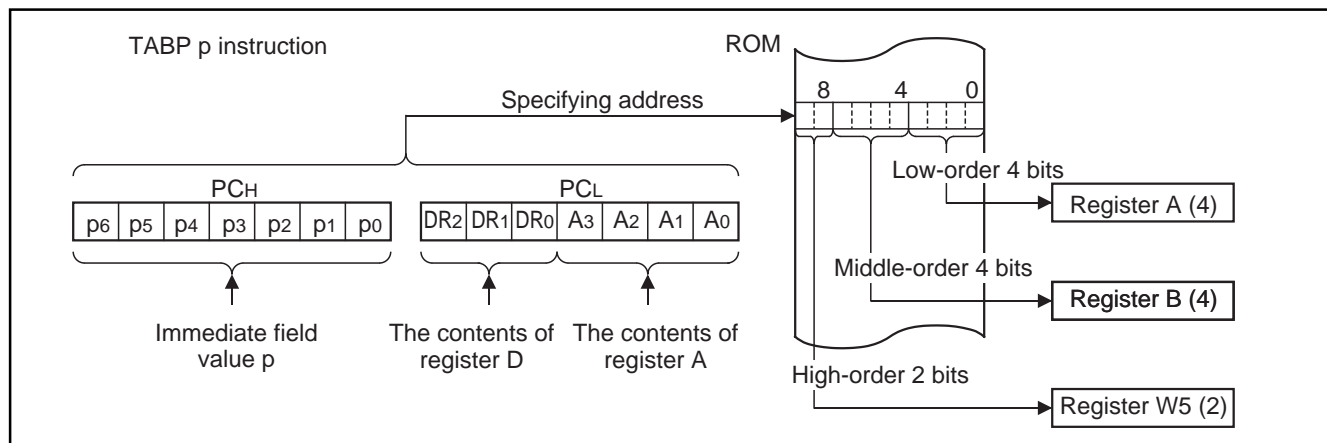 TABP p instruction
ROM
8 4 0
Specifying address
Low-order 4 bits
PCH
PCL
Register A (4)
p6 p5 p4 p3 p2 p1 p0
DR2 DR1 DR0 A3 A2 A1 A0
Middle-order 4 bits
Register B (4)
Immediate field
value p
The contents of
register D
The contents of
register A
High-order 2 bits
Register W5 (2)